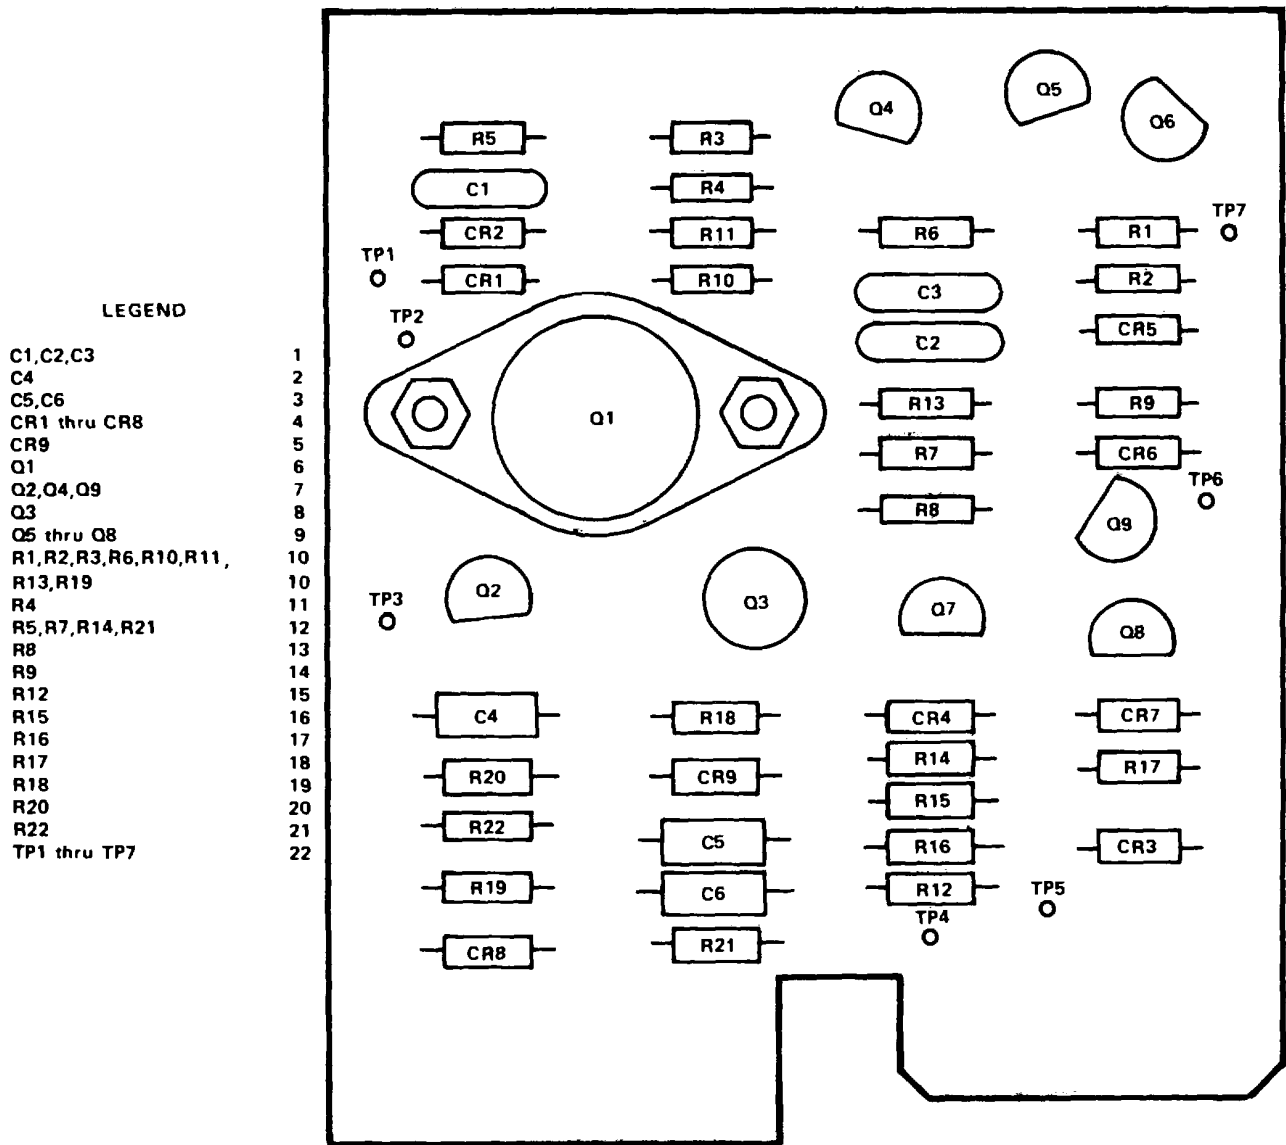 LEGEND
C1,C2,C3 1
C4 2
C5,C6 3
CR1 thru CR8 4
CR9 5
Q1 6
Q2,Q4,Q9 7
Q3 8
Q5 thru Q8 9
R1,R2,R3,R6,R10,R11, 10
R13,R19 10
R4 11
R5,R7,R14,R21 12
R8 13
R9 14
R12 15
R15 16
R16 17
R17 18
R18 19
R20 20
R22 21
TP1 thru TP7 22
Q4 Q5 Q6
R5 R3
C1 R4
CR2 R11 R6 R1 TP7
TP1 CR1 R10 C3 R2
TP2 C2 CR5
Q1 R13 R9
R7 CR6
R8 Q9 TP6
TP3 Q2 Q3 Q7 Q8
C4 R18 CR4 CR7
R20 CR9 R14 R17
R22 C5 R15
R16 CR3
R19 C6 R12 TP5
TP4
CR8 R21